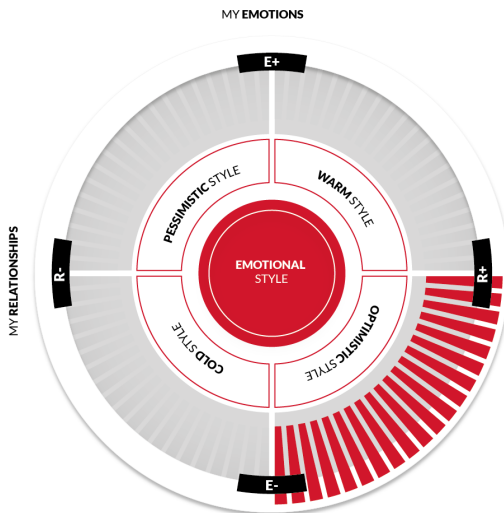 MY EMOTIONS
E+
PESSIMISTIC STYLE
WARM STYLE
MY RELATIONSHIPS
R-
EMOTIONAL
STYLE
R+
COLD STYLE
OPTIMISTIC STYLE
E-